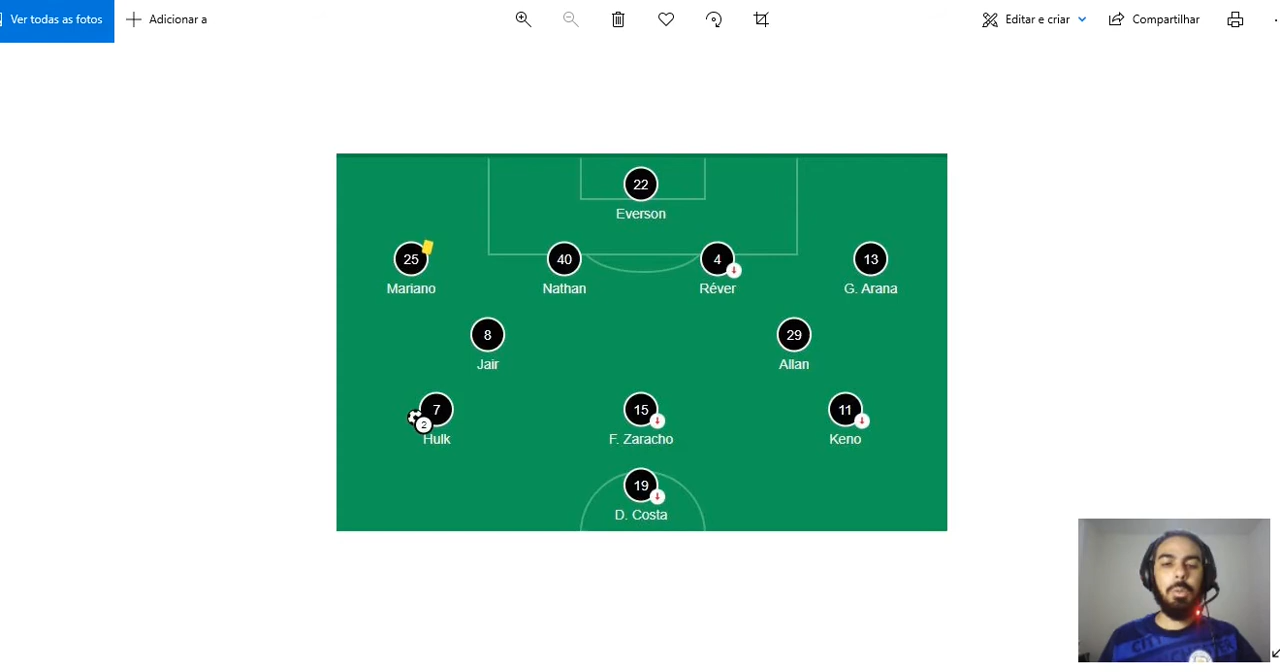 Ver todas as fotos
Adicionar a
Editar e criar
Compartilhar
22
Everson
25
40
4
13
Mariano
Nathan
Réver
G. Arana
8
29
Jair
Allan
7
15
11
2
Hulk
F. Zaracho
Keno
19
D. Costa